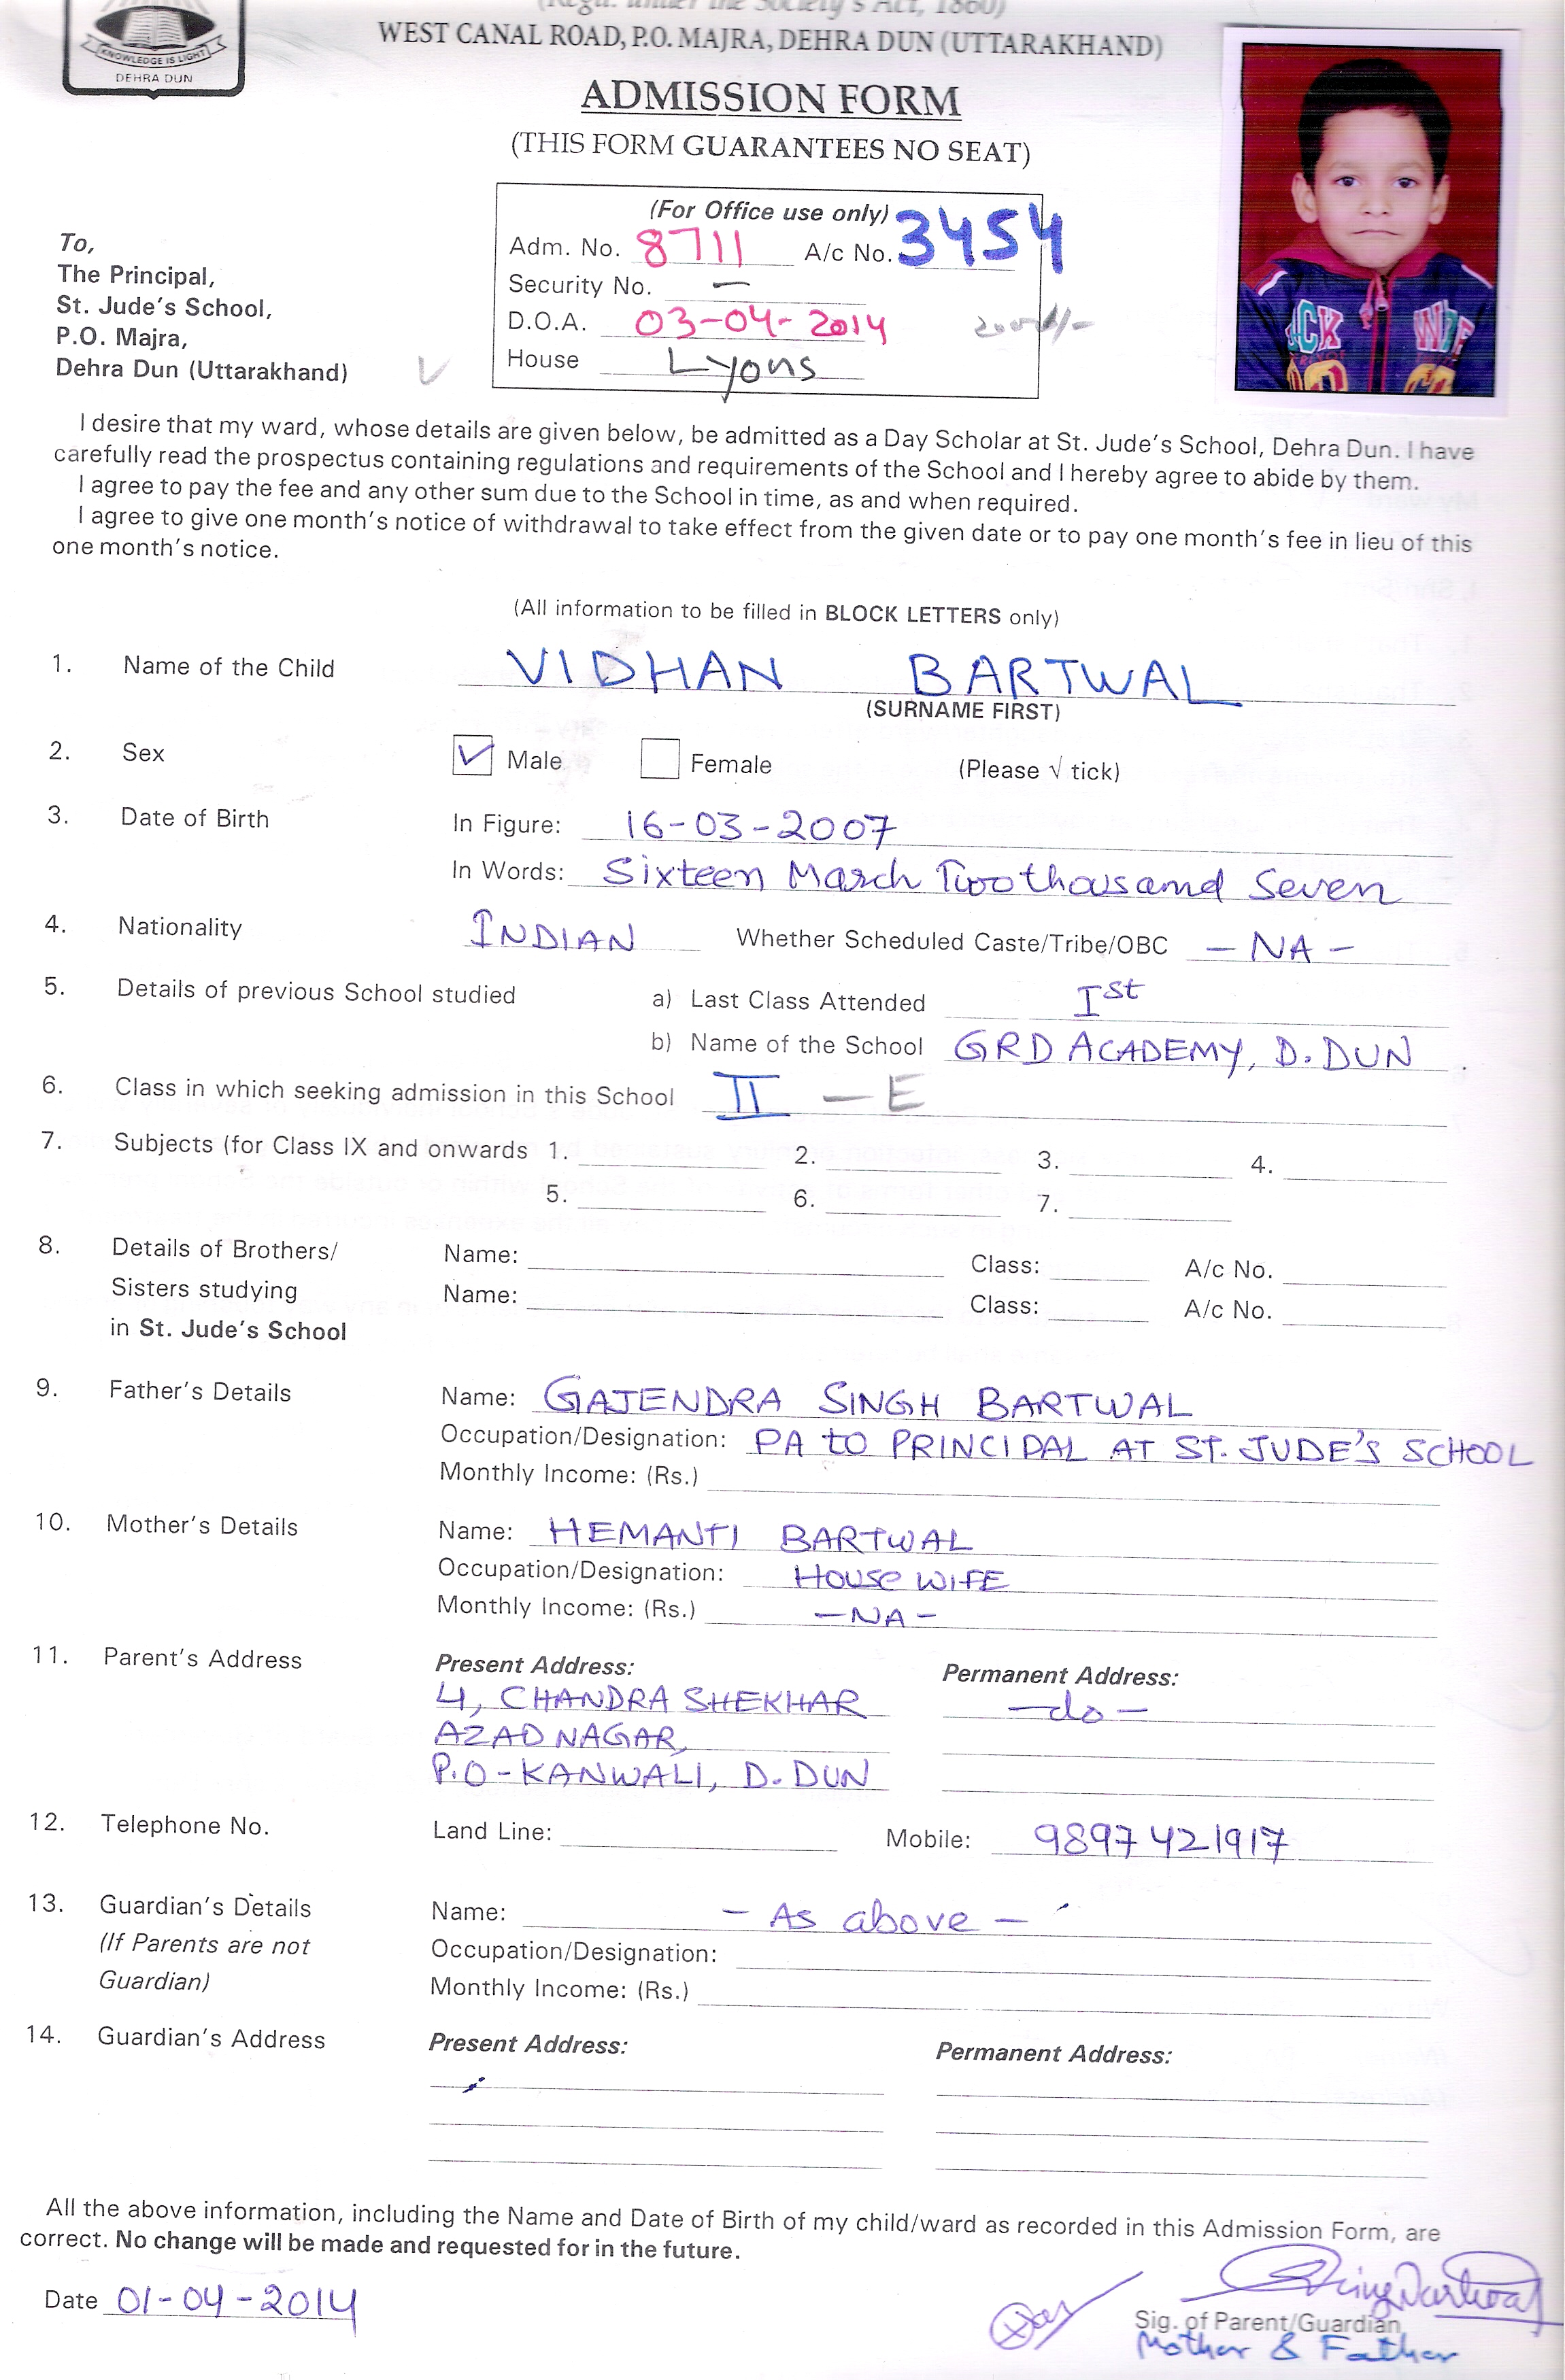 (Regd. under the Society's Act, 1860)
KNOWLEDGE IS LIGHT
DEHRA DUN
WEST CANAL ROAD, P.O. MAJRA, DEHRA DUN (UTTARAKHAND)
ADMISSION FORM
(THIS FORM GUARANTEES NO SEAT)
(For Office use only)
Adm. No. 8711 A/c No. 3454
Security No. —
D.O.A. 03-04-2014
House Lyons
To,
The Principal,
St. Jude's School,
P.O. Majra,
Dehra Dun (Uttarakhand)
I desire that my ward, whose details are given below, be admitted as a Day Scholar at St. Jude's School, Dehra Dun. I have
carefully read the prospectus containing regulations and requirements of the School and I hereby agree to abide by them.
I agree to pay the fee and any other sum due to the School in time, as and when required.
I agree to give one month's notice of withdrawal to take effect from the given date or to pay one month's fee in lieu of this
one month's notice.
(All information to be filled in BLOCK LETTERS only)
1. Name of the Child VIDHAN BARTWAL
(SURNAME FIRST)
2. Sex ✓ Male Female (Please √ tick)
3. Date of Birth In Figure: 16-03-2007
In Words: Sixteen March Two thousand Seven
4. Nationality INDIAN Whether Scheduled Caste/Tribe/OBC – NA –
5. Details of previous School studied a) Last Class Attended Ist
b) Name of the School GRD ACADEMY, D. DUN
6. Class in which seeking admission in this School II — E
7. Subjects (for Class IX and onwards 1. 2. 3. 4.
5. 6. 7.
8. Details of Brothers/ Name: Class: A/c No.
Sisters studying Name: Class: A/c No.
in St. Jude's School
9. Father's Details Name: GAJENDRA SINGH BARTWAL
Occupation/Designation: PA to PRINCIPAL AT ST. JUDE'S SCHOOL
Monthly Income: (Rs.)
10. Mother's Details Name: HEMANTI BARTWAL
Occupation/Designation: HOUSE WIFE
Monthly Income: (Rs.) –NA–
11. Parent's Address Present Address: Permanent Address:
4, CHANDRA SHEKHAR –do–
AZAD NAGAR,
P.O-KANWALI, D. DUN
12. Telephone No. Land Line: Mobile: 9897421917
13. Guardian's Details Name: – As above –
(If Parents are not Occupation/Designation:
Guardian) Monthly Income: (Rs.)
14. Guardian's Address Present Address: Permanent Address:
All the above information, including the Name and Date of Birth of my child/ward as recorded in this Admission Form, are
correct. No change will be made and requested for in the future.
Date 01-04-2014
Sig. of Parent/Guardian
Mother & Father